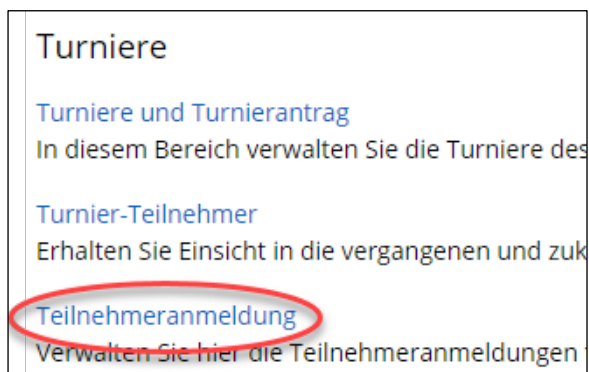 Turniere
Turniere und Turnierantrag
In diesem Bereich verwalten Sie die Turniere des
Turnier-Teilnehmer
Erhalten Sie Einsicht in die vergangenen und zuk
Teilnehmeranmeldung
Verwalten Sie hier die Teilnehmeranmeldungen